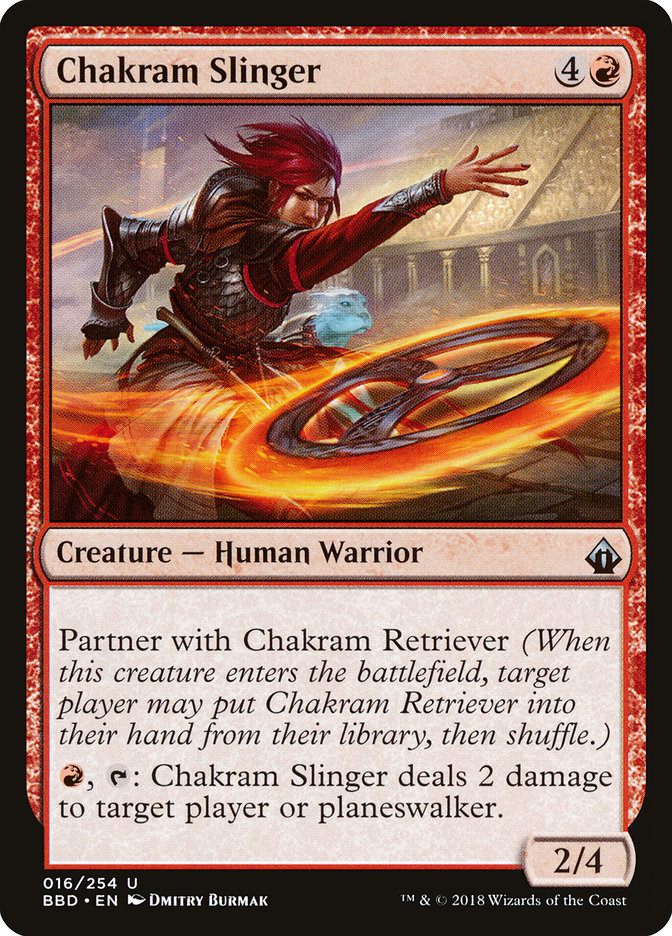 Chakram Slinger 4
Creature — Human Warrior
Partner with Chakram Retriever (When
this creature enters the battlefield, target
player may put Chakram Retriever into
their hand from their library, then shuffle.)
, : Chakram Slinger deals 2 damage
to target player or planeswalker.
2/4
016/254 U
BBD • EN Dmitry Burmak
™ & © 2018 Wizards of the Coast